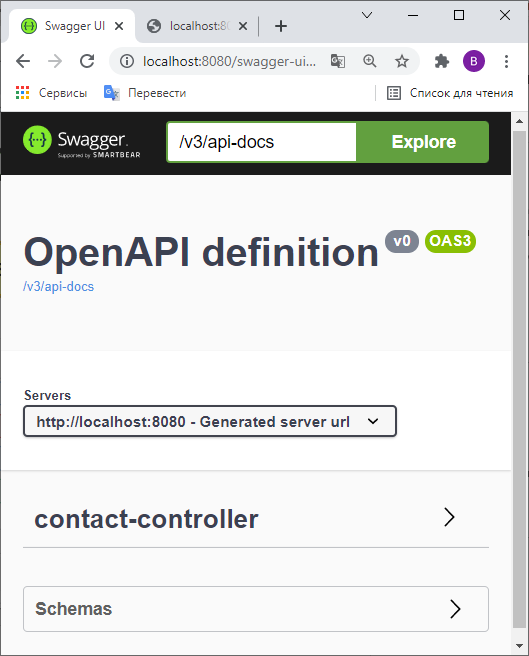 Swagger UI
localhost:80
localhost:8080/swagger-ui...
B
Сервисы
Перевести
Список для чтения
Swagger.
Supported by SMARTBEAR
/v3/api-docs
Explore
OpenAPI definition
v0
OAS3
/v3/api-docs
Servers
http://localhost:8080 - Generated server url
contact-controller
Schemas